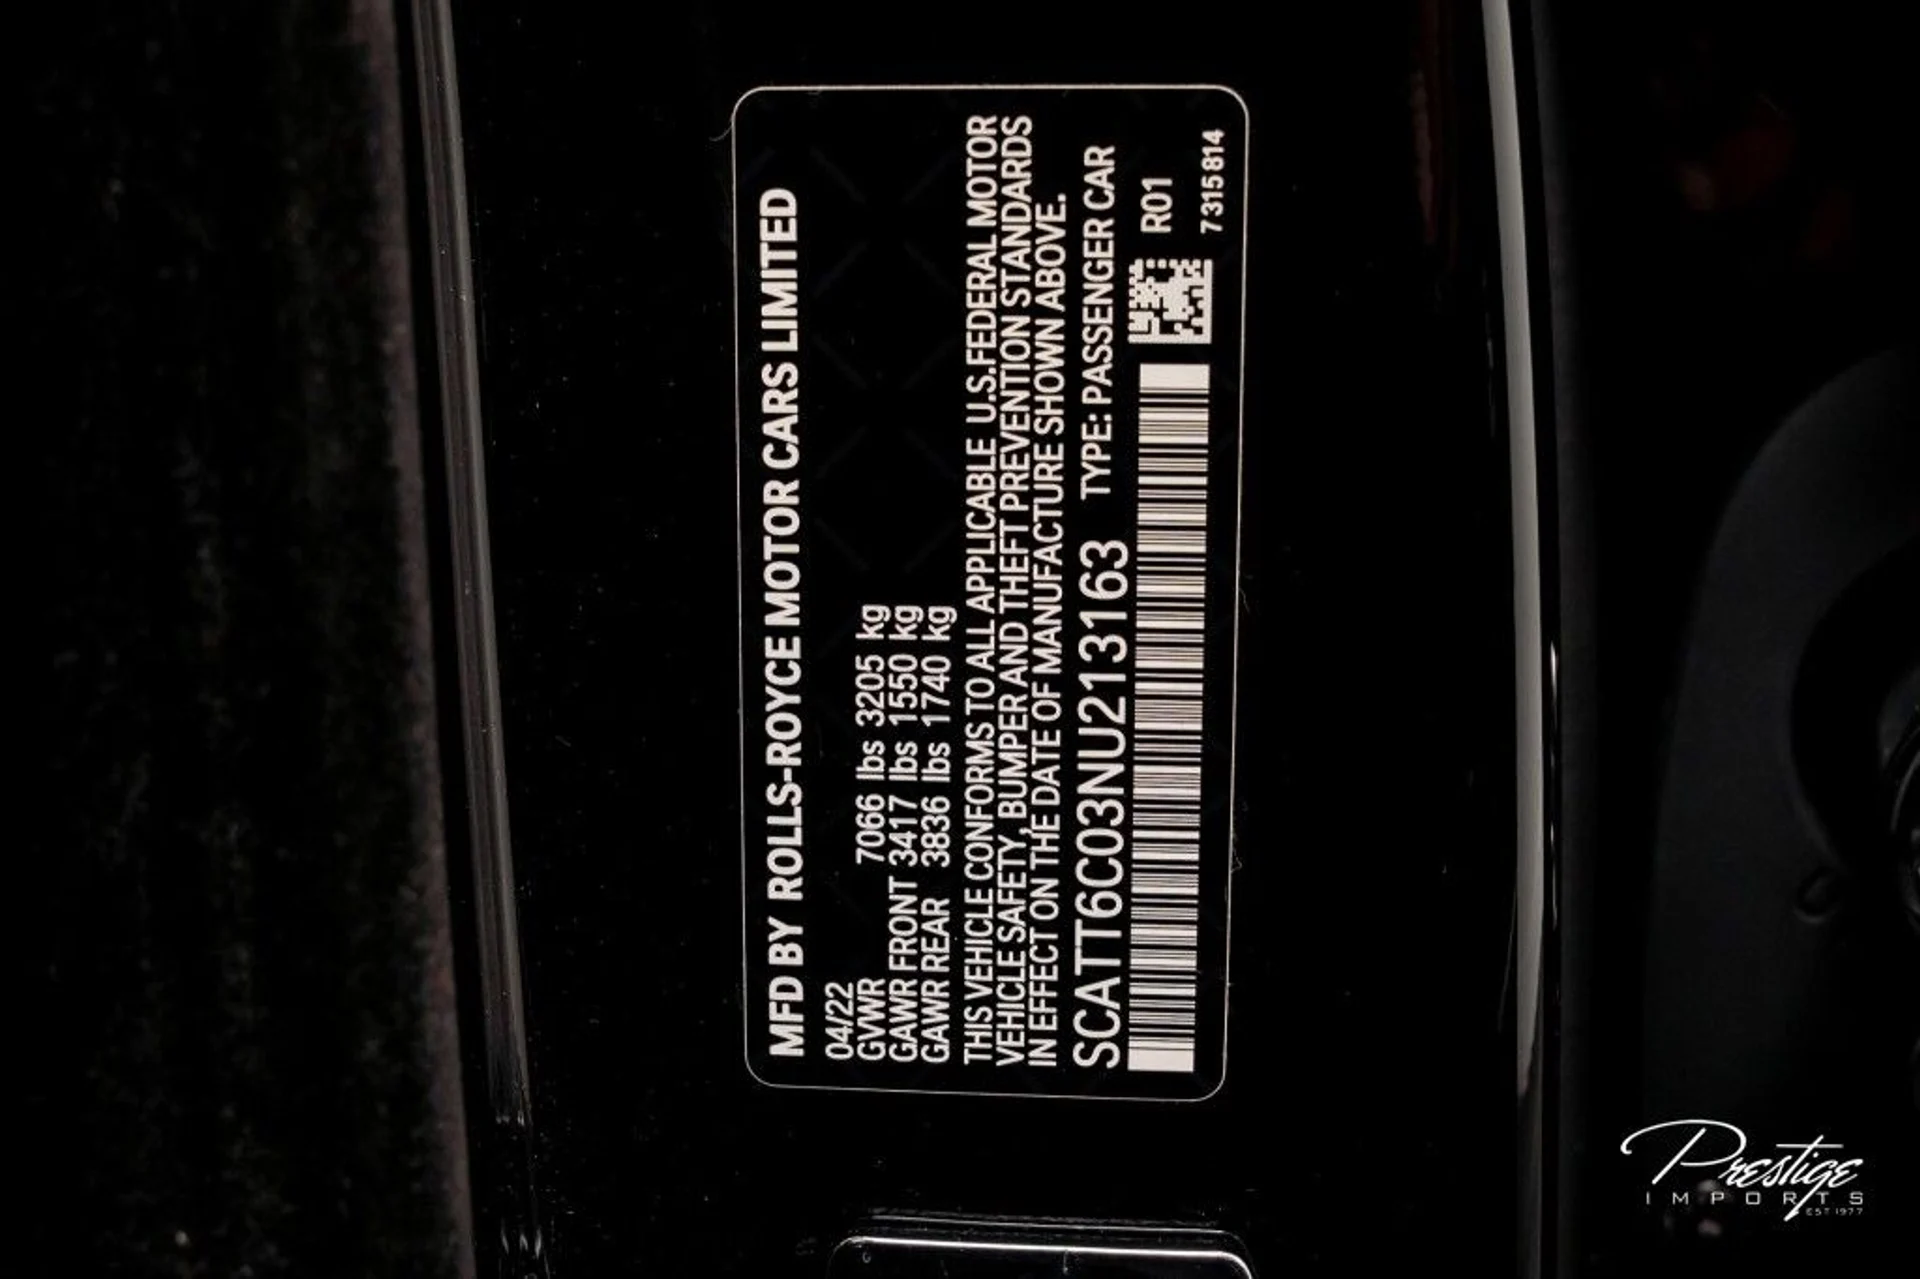 MFD BY ROLLS-ROYCE MOTOR CARS LIMITED
04/22
GVWR 7066 lbs 3205 kg
GAWR FRONT 3417 lbs 1550 kg
GAWR REAR 3836 lbs 1740 kg
THIS VEHICLE CONFORMS TO ALL APPLICABLE U.S.FEDERAL MOTOR
VEHICLE SAFETY, BUMPER AND THEFT PREVENTION STANDARDS
IN EFFECT ON THE DATE OF MANUFACTURE SHOWN ABOVE.
SCATT6C03NU213163 TYPE: PASSENGER CAR
R01
7315814
Prestige
IMPORTS
EST 1977